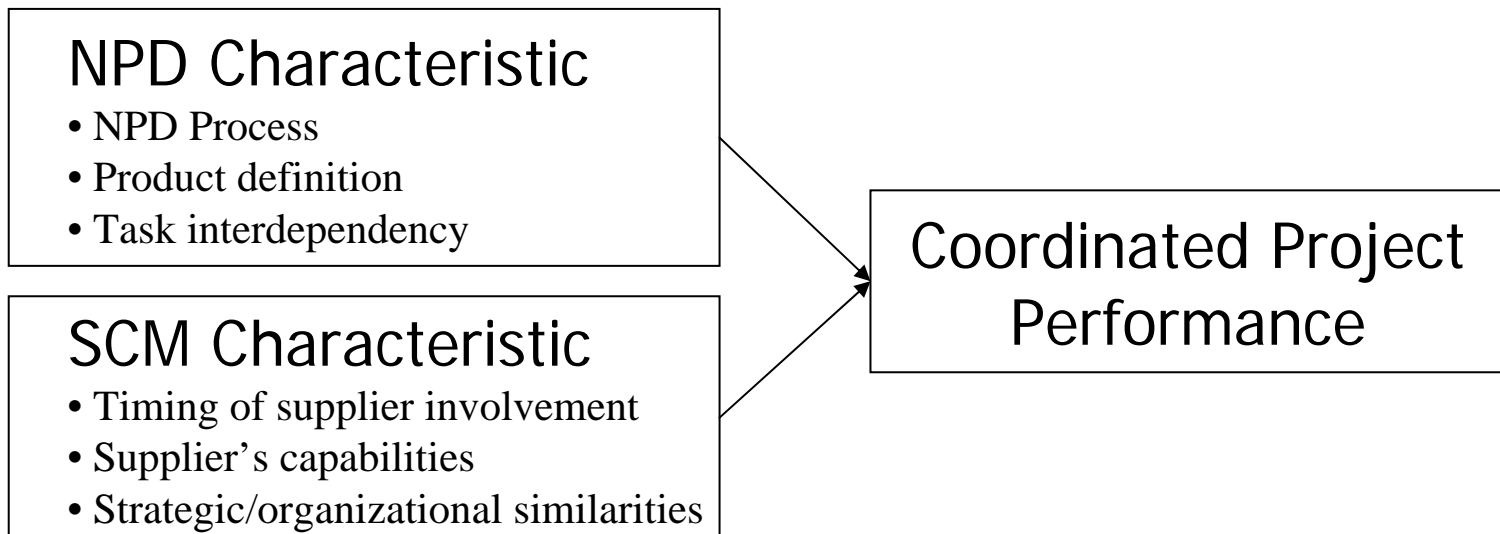 NPD Characteristic
• NPD Process
• Product definition
• Task interdependency
SCM Characteristic
• Timing of supplier involvement
• Supplier’s capabilities
• Strategic/organizational similarities
Coordinated Project
Performance